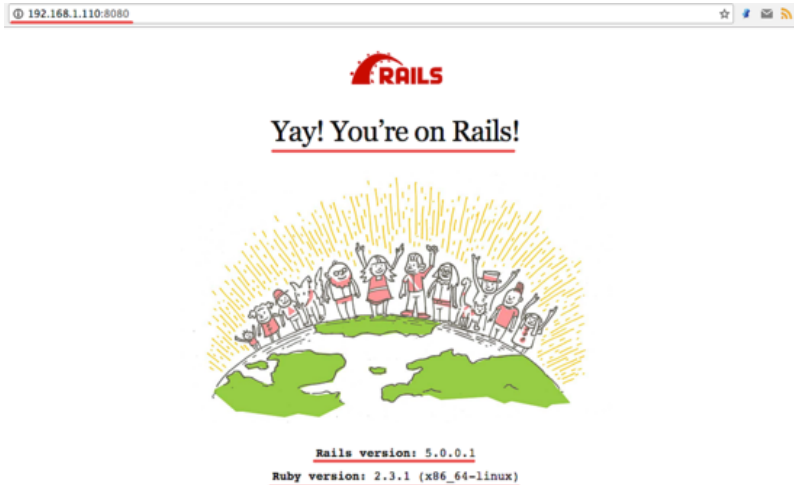 192.168.1.110:8080
RAILS
Yay! You’re on Rails!
Rails version: 5.0.0.1
Ruby version: 2.3.1 (x86_64-linux)